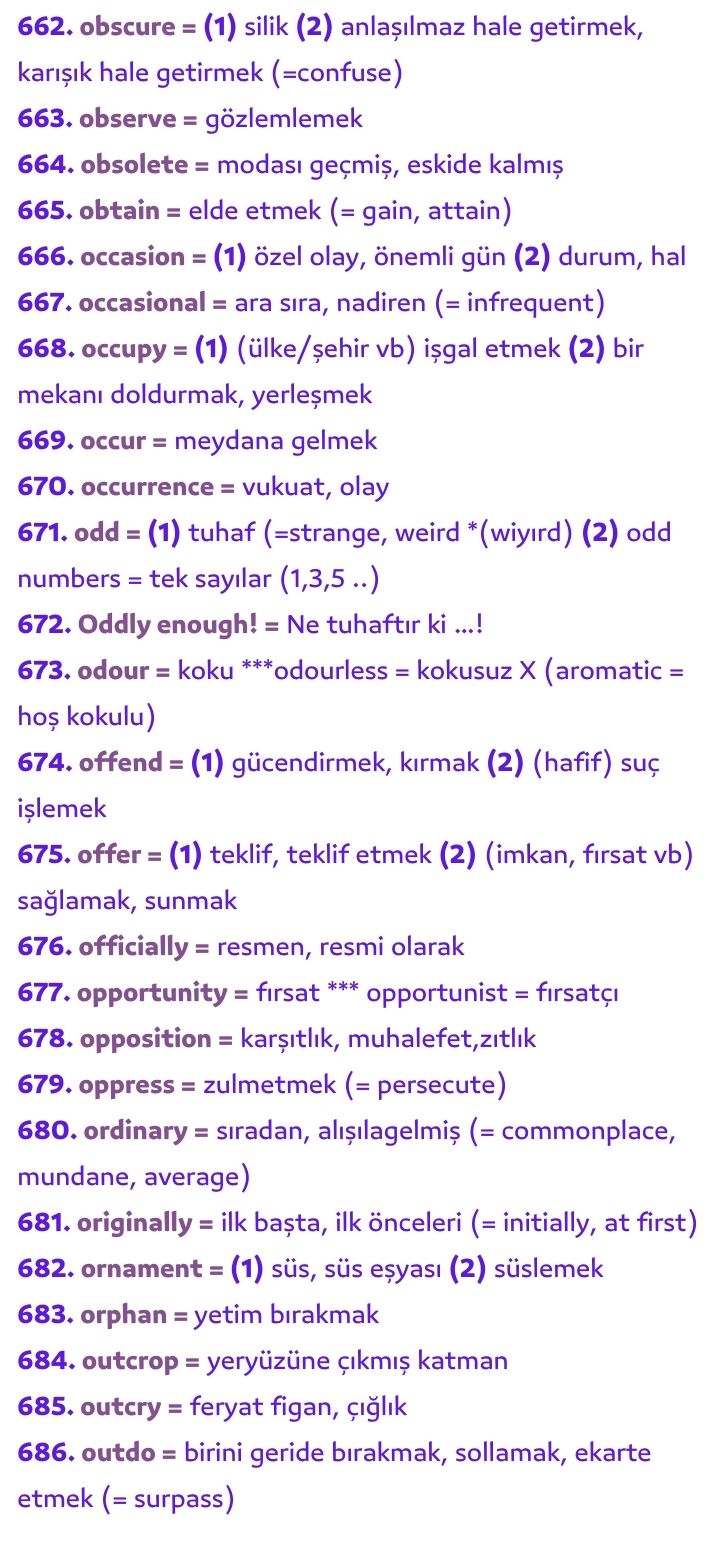 662. obscure = (1) silik (2) anlaşılmaz hale getirmek,
karışık hale getirmek (=confuse)
663. observe = gözlemlemek
664. obsolete = modası geçmiş, eskide kalmış
665. obtain = elde etmek (= gain, attain)
666. occasion = (1) özel olay, önemli gün (2) durum, hal
667. occasional = ara sıra, nadiren (= infrequent)
668. occupy = (1) (ülke/şehir vb) işgal etmek (2) bir
mekanı doldurmak, yerleşmek
669. occur = meydana gelmek
670. occurrence = vukuat, olay
671. odd = (1) tuhaf (=strange, weird *(wiyırd) (2) odd
numbers = tek sayılar (1,3,5 ..)
672. Oddly enough! = Ne tuhaftır ki ...!
673. odour = koku ***odourless = kokusuz X (aromatic =
hoş kokulu)
674. offend = (1) gücendirmek, kırmak (2) (hafif) suç
işlemek
675. offer = (1) teklif, teklif etmek (2) (imkan, fırsat vb)
sağlamak, sunmak
676. officially = resmen, resmi olarak
677. opportunity = fırsat *** opportunist = fırsatçı
678. opposition = karşıtlık, muhalefet,zıtlık
679. oppress = zulmetmek (= persecute)
680. ordinary = sıradan, alışılagelmiş (= commonplace,
mundane, average)
681. originally = ilk başta, ilk önceleri (= initially, at first)
682. ornament = (1) süs, süs eşyası (2) süslemek
683. orphan = yetim bırakmak
684. outcrop = yeryüzüne çıkmış katman
685. outcry = feryat figan, çığlık
686. outdo = birini geride bırakmak, sollamak, ekarte
etmek (= surpass)